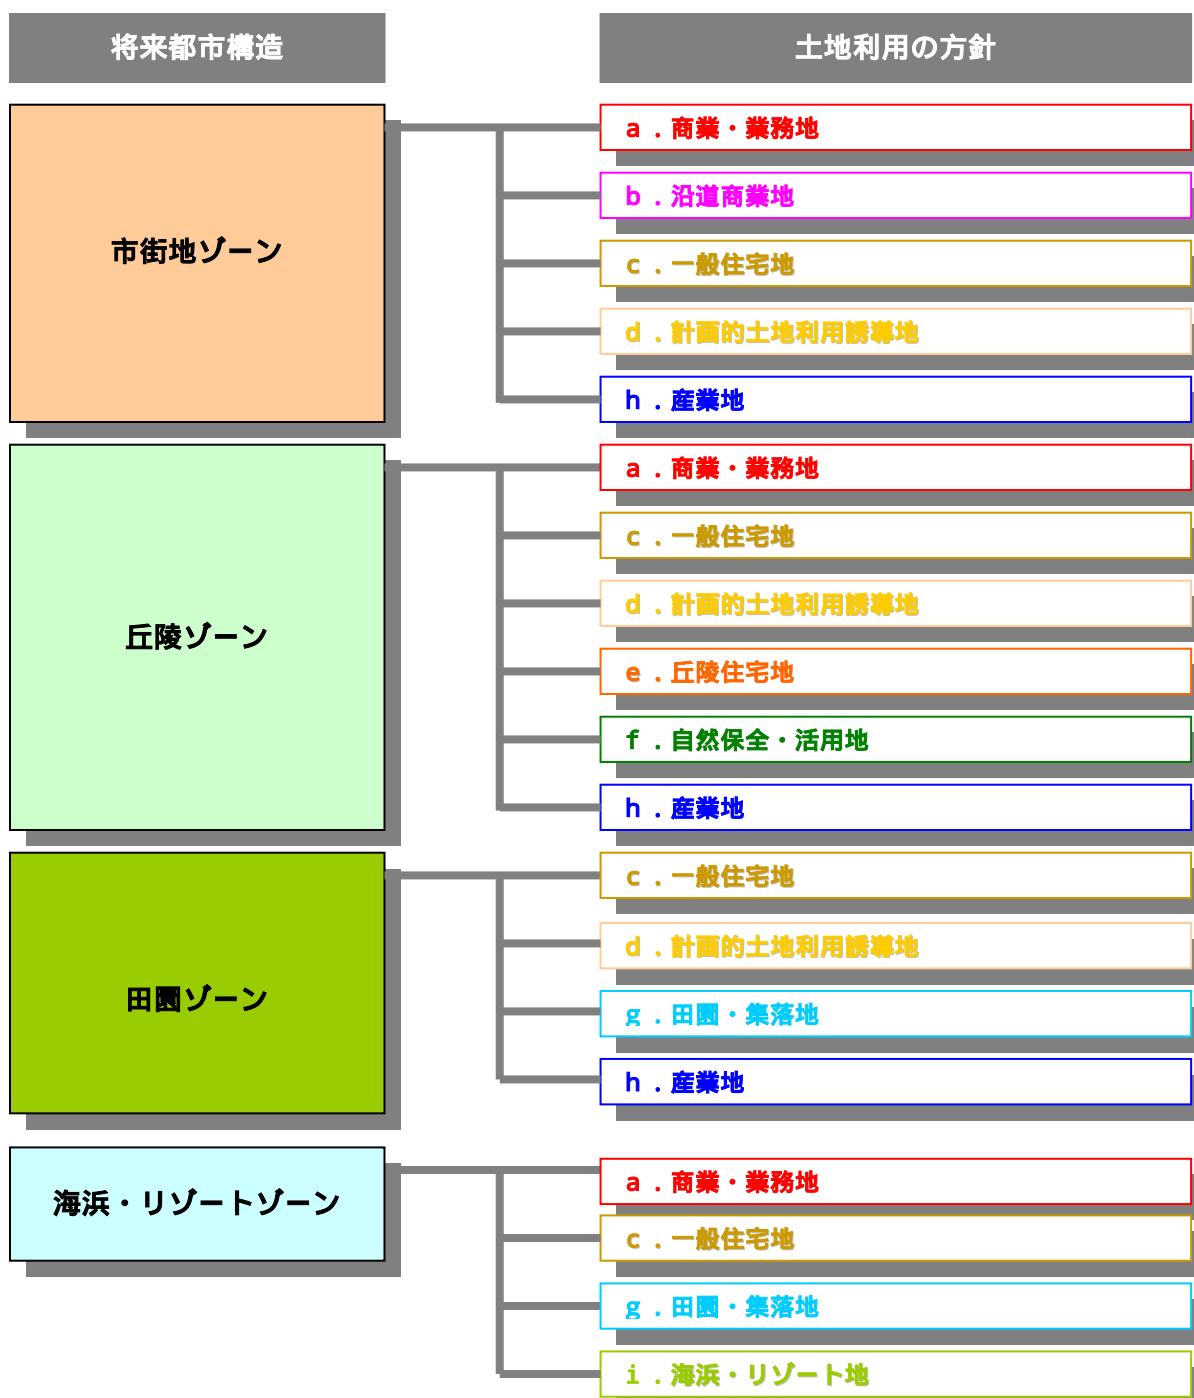 将来都市構造
土地利用の方針
市街地ゾーン
a．商業・業務地
b．沿道商業地
c．一般住宅地
d．計画的土地利用誘導地
h．産業地
丘陵ゾーン
a．商業・業務地
c．一般住宅地
d．計画的土地利用誘導地
e．丘陵住宅地
f．自然保全・活用地
h．産業地
田園ゾーン
c．一般住宅地
d．計画的土地利用誘導地
g．田園・集落地
h．産業地
海浜・リゾートゾーン
a．商業・業務地
c．一般住宅地
g．田園・集落地
i．海浜・リゾート地